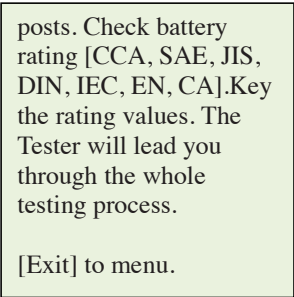 posts. Check battery
rating [CCA, SAE, JIS,
DIN, IEC, EN, CA].Key
the rating values. The
Tester will lead you
through the whole
testing process.
[Exit] to menu.